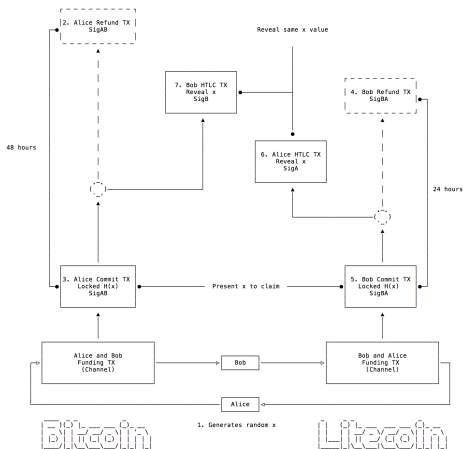 2. Alice Refund TX
SigAB
Reveal same x value
7. Bob HTLC TX
Reveal x
SigB
4. Bob Refund TX
SigBA
48 hours
6. Alice HTLC TX
Reveal x
SigA
24 hours
3. Alice Commit TX
Locked H(x)
SigAB
Present x to claim
5. Bob Commit TX
Locked H(x)
SigBA
Alice and Bob
Funding TX
(Channel)
Bob
Bob and Alice
Funding TX
(Channel)
Alice
1. Generates random x
Bitcoin
Litecoin